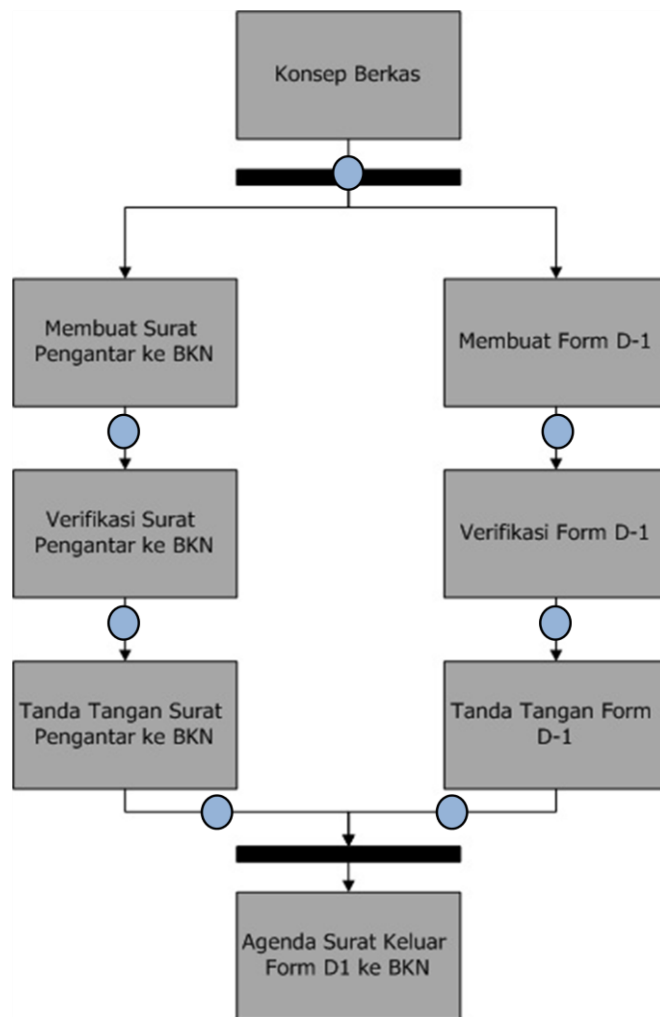 Konsep Berkas
Membuat Surat
Pengantar ke BKN
Membuat Form D-1
Verifikasi Surat
Pengantar ke BKN
Verifikasi Form D-1
Tanda Tangan Surat
Pengantar ke BKN
Tanda Tangan Form
D-1
Agenda Surat Keluar
Form D1 ke BKN